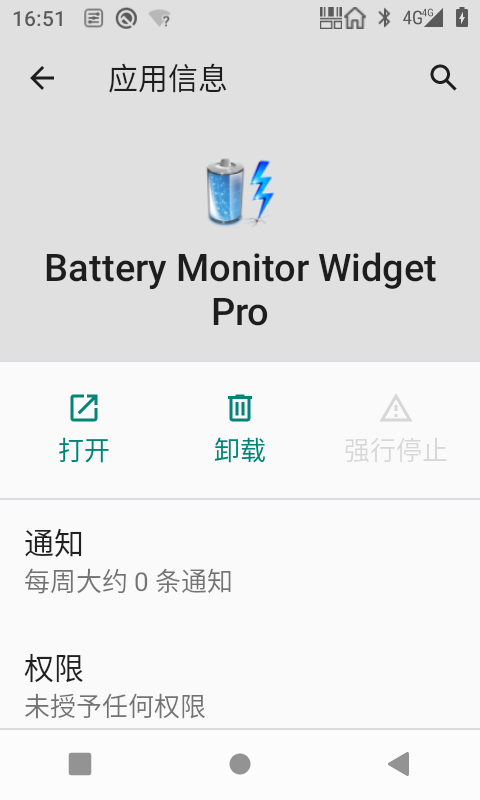 16:51
4G 4G
应用信息
Battery Monitor Widget
Pro
打开
卸载
强行停止
通知
每周大约 0 条通知
权限
未授予任何权限